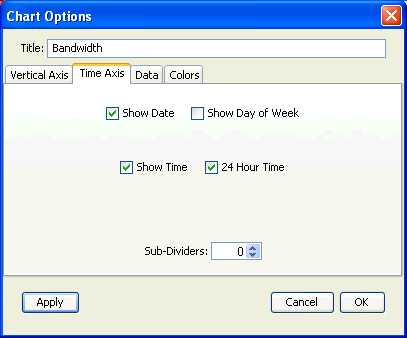 Chart Options
Title: Bandwidth
Vertical Axis Time Axis Data Colors
Show Date Show Day of Week
Show Time 24 Hour Time
Sub-Dividers: 0
Apply Cancel OK